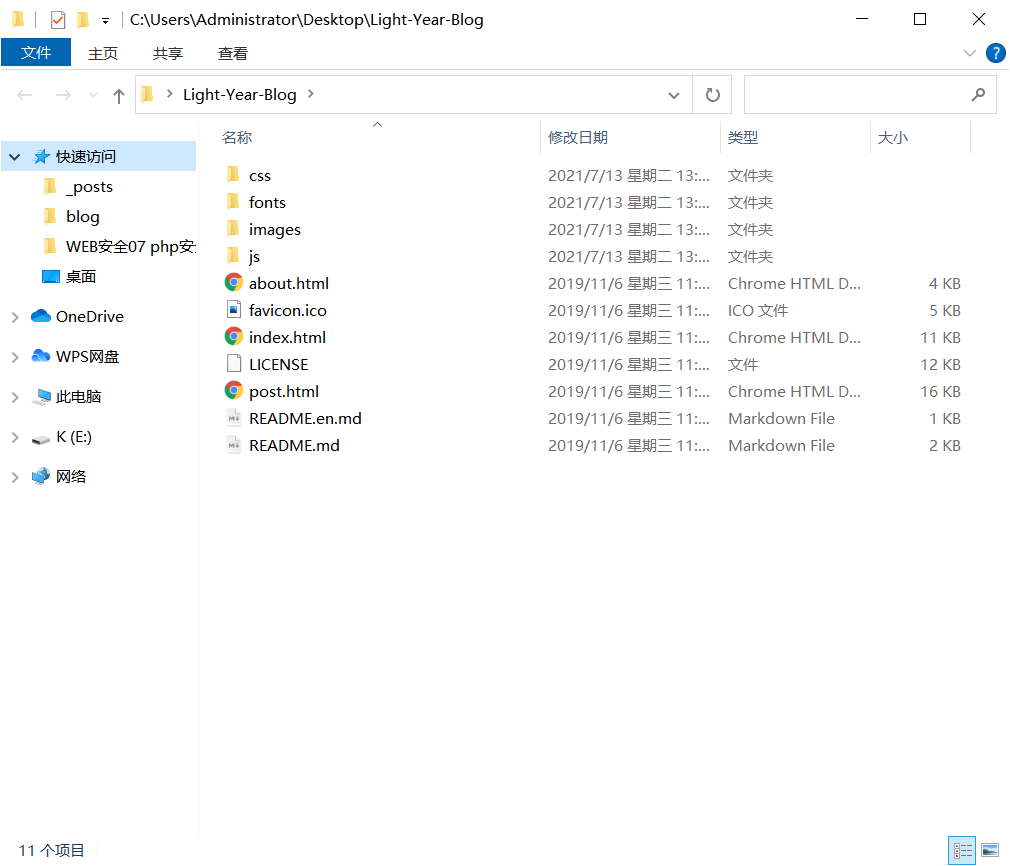 C:\Users\Administrator\Desktop\Light-Year-Blog
文件 主页 共享 查看
Light-Year-Blog
名称 修改日期 类型 大小
快速访问
_posts
blog
WEB安全07 php安
桌面
OneDrive
WPS网盘
此电脑
K (E:)
网络
css 2021/7/13 星期二 13:... 文件夹
fonts 2021/7/13 星期二 13:... 文件夹
images 2021/7/13 星期二 13:... 文件夹
js 2021/7/13 星期二 13:... 文件夹
about.html 2019/11/6 星期三 11:... Chrome HTML D... 4 KB
favicon.ico 2019/11/6 星期三 11:... ICO 文件 5 KB
index.html 2019/11/6 星期三 11:... Chrome HTML D... 11 KB
LICENSE 2019/11/6 星期三 11:... 文件 12 KB
post.html 2019/11/6 星期三 11:... Chrome HTML D... 16 KB
README.en.md 2019/11/6 星期三 11:... Markdown File 1 KB
README.md 2019/11/6 星期三 11:... Markdown File 2 KB
11 个项目